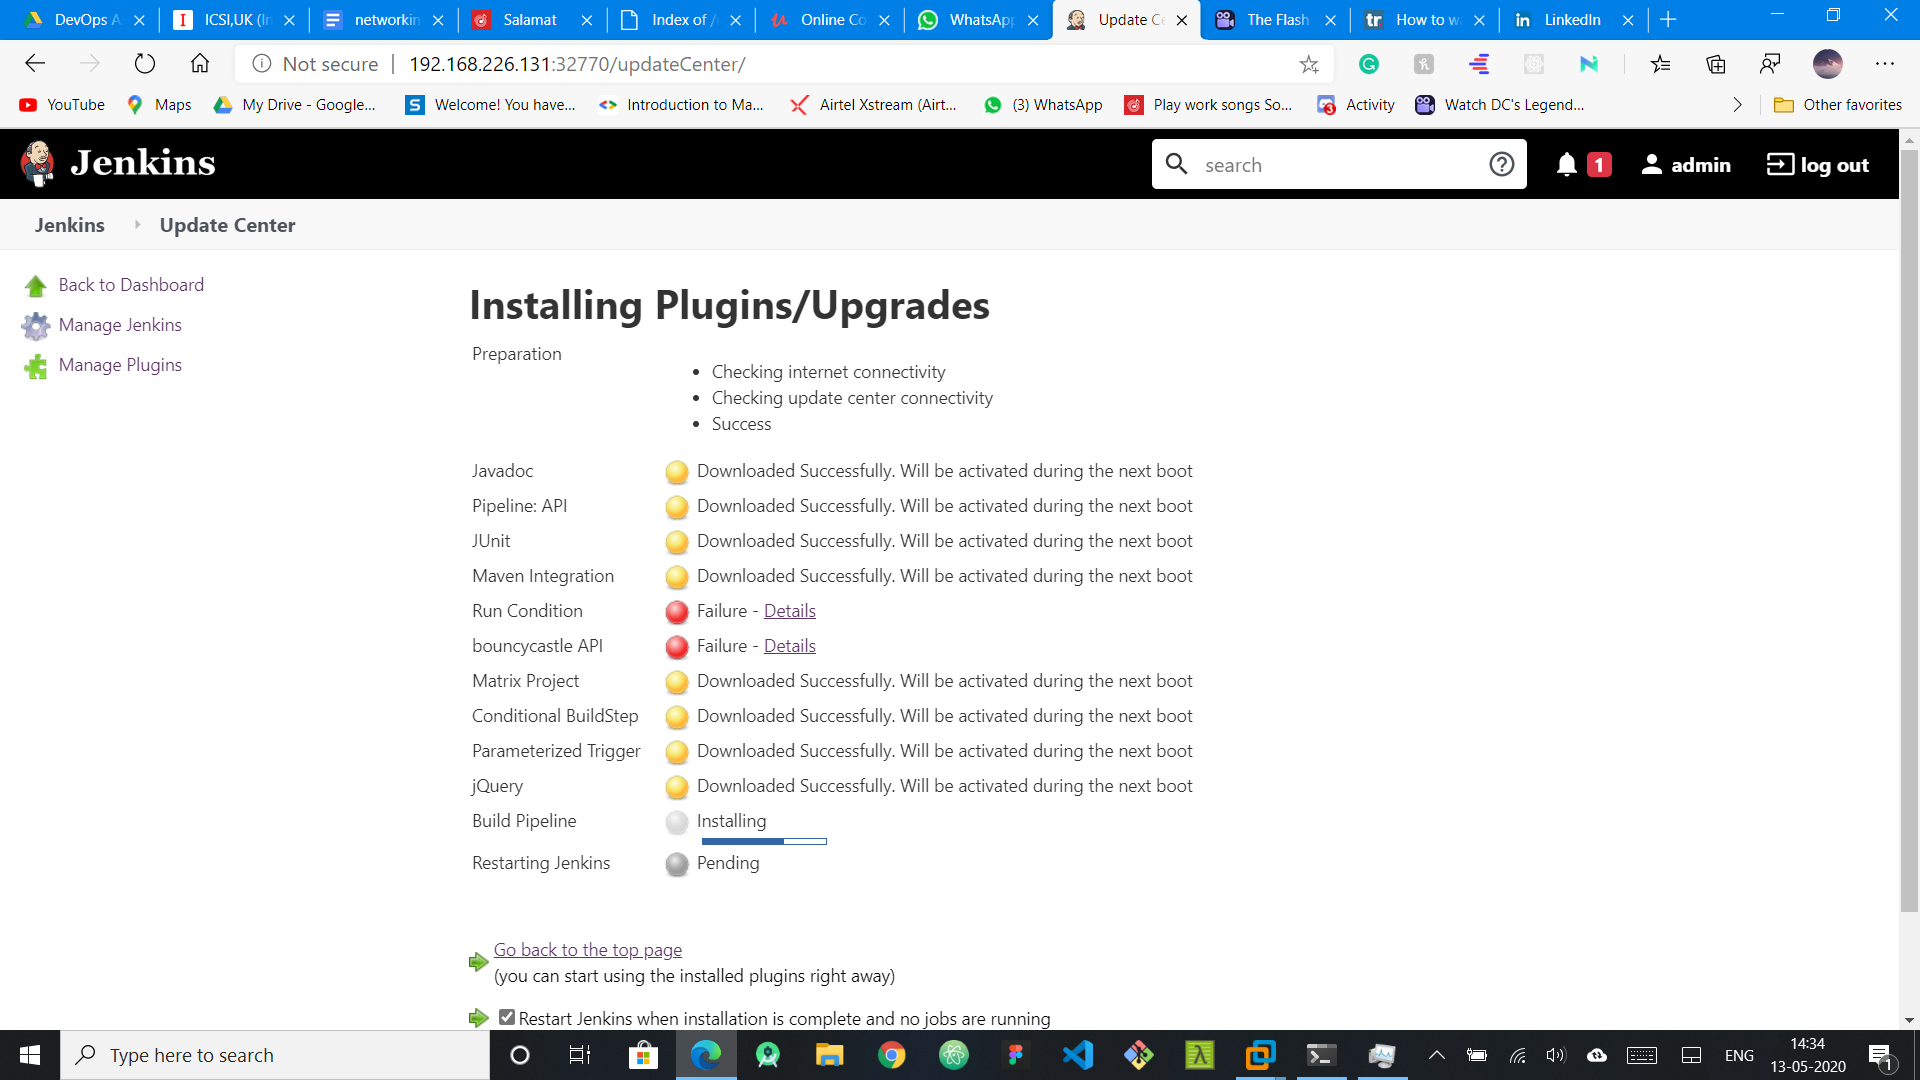 DevOps A
ICSI,UK (In
networkin
Salamat
Index of /
Online Co
WhatsApp
Update Ce
The Flash
How to wa
LinkedIn
Not secure
192.168.226.131:32770/updateCenter/
YouTube
Maps
My Drive - Google...
Welcome! You have...
Introduction to Ma...
Airtel Xstream (Airt...
(3) WhatsApp
Play work songs So...
Activity
Watch DC's Legend...
Other favorites
Jenkins
search
1
admin
log out
Jenkins
Update Center
Back to Dashboard
Manage Jenkins
Manage Plugins
Installing Plugins/Upgrades
Preparation
Checking internet connectivity
Checking update center connectivity
Success
Javadoc Downloaded Successfully. Will be activated during the next boot
Pipeline: API Downloaded Successfully. Will be activated during the next boot
JUnit Downloaded Successfully. Will be activated during the next boot
Maven Integration Downloaded Successfully. Will be activated during the next boot
Run Condition Failure - Details
bouncycastle API Failure - Details
Matrix Project Downloaded Successfully. Will be activated during the next boot
Conditional BuildStep Downloaded Successfully. Will be activated during the next boot
Parameterized Trigger Downloaded Successfully. Will be activated during the next boot
jQuery Downloaded Successfully. Will be activated during the next boot
Build Pipeline Installing
Restarting Jenkins Pending
Go back to the top page
(you can start using the installed plugins right away)
Restart Jenkins when installation is complete and no jobs are running
Type here to search
ENG
14:34
13-05-2020
1